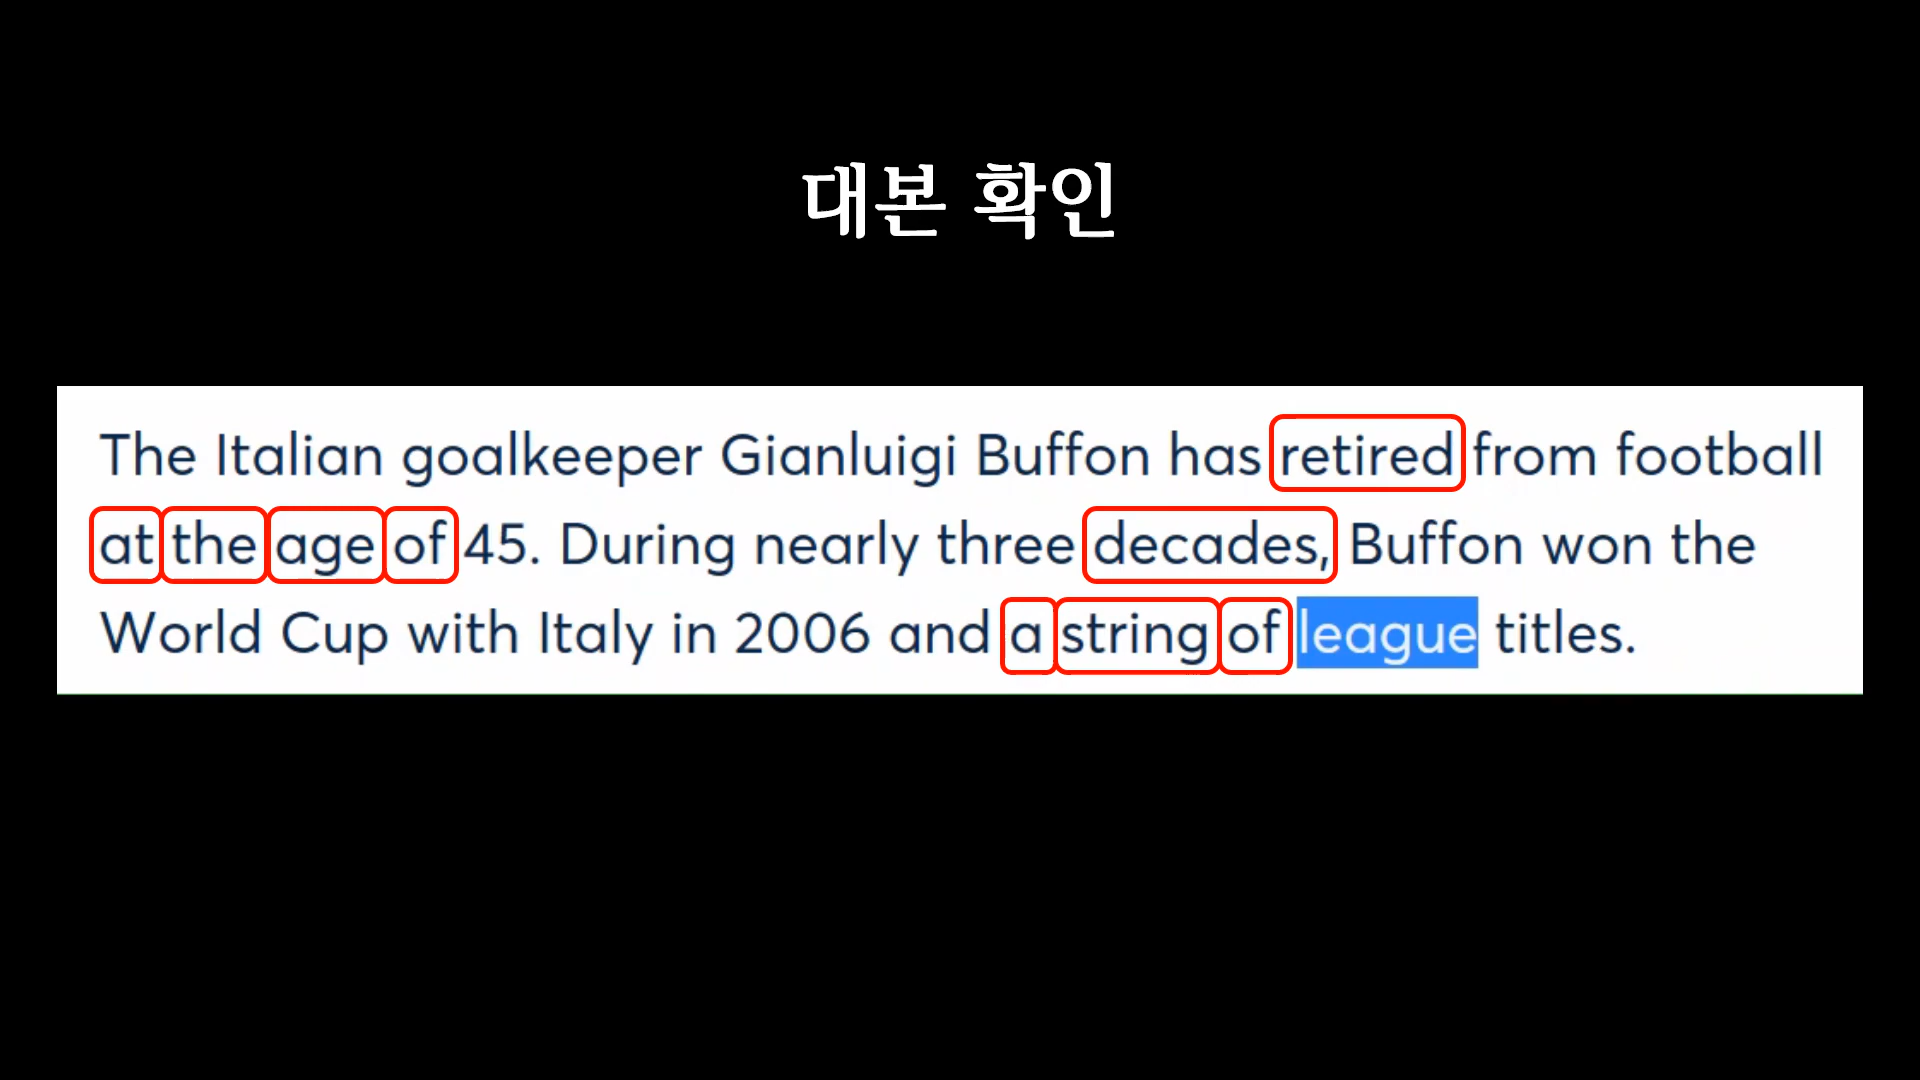 대본 확인
The Italian goalkeeper Gianluigi Buffon has retired from football
at the age of 45. During nearly three decades, Buffon won the
World Cup with Italy in 2006 and a string of league titles.